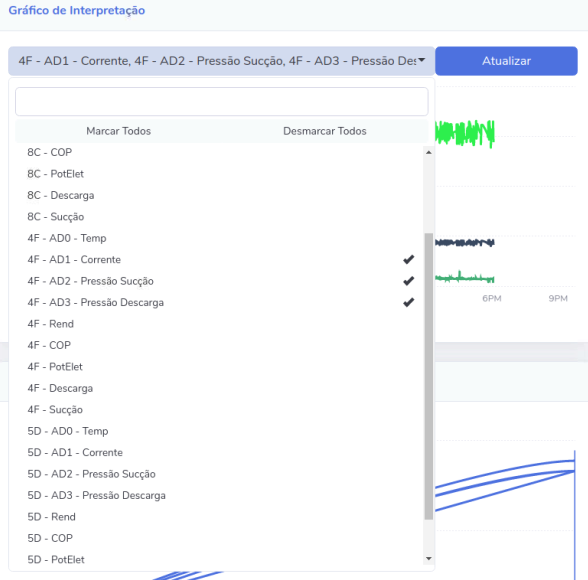 Gráfico de Interpretação
4F - AD1 - Corrente, 4F - AD2 - Pressão Sucção, 4F - AD3 - Pressão Des
Atualizar
Marcar Todos
Desmarcar Todos
8C - COP
8C - PotElet
8C - Descarga
8C - Sucção
4F - AD0 - Temp
4F - AD1 - Corrente
4F - AD2 - Pressão Sucção
4F - AD3 - Pressão Descarga
4F - Rend
4F - COP
4F - PotElet
4F - Descarga
4F - Sucção
5D - AD0 - Temp
5D - AD1 - Corrente
5D - AD2 - Pressão Sucção
5D - AD3 - Pressão Descarga
5D - Rend
5D - COP
5D - PotElet
6PM
9PM